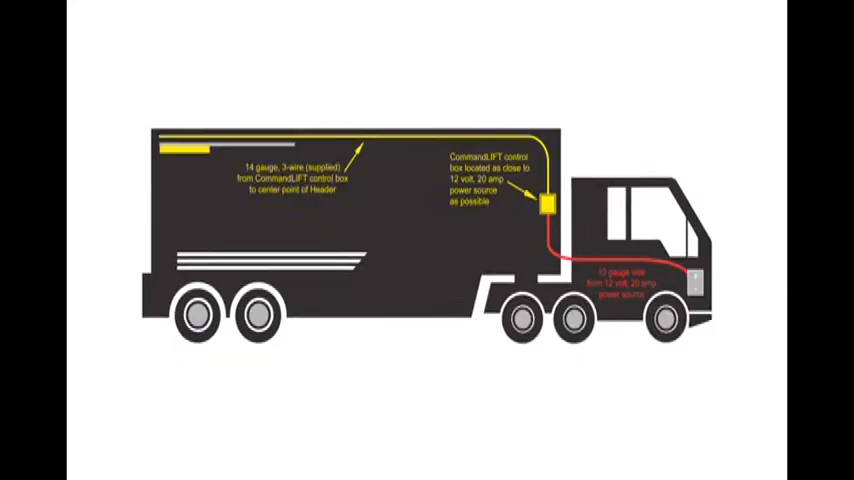 14 gauge, 3-wire (supplied)
from CommandLIFT control box
to center point of Header
CommandLIFT control
box located as close to
12 volt, 20 amp
power source
as possible
10 gauge wire
from 12 volt, 20 amp
power source